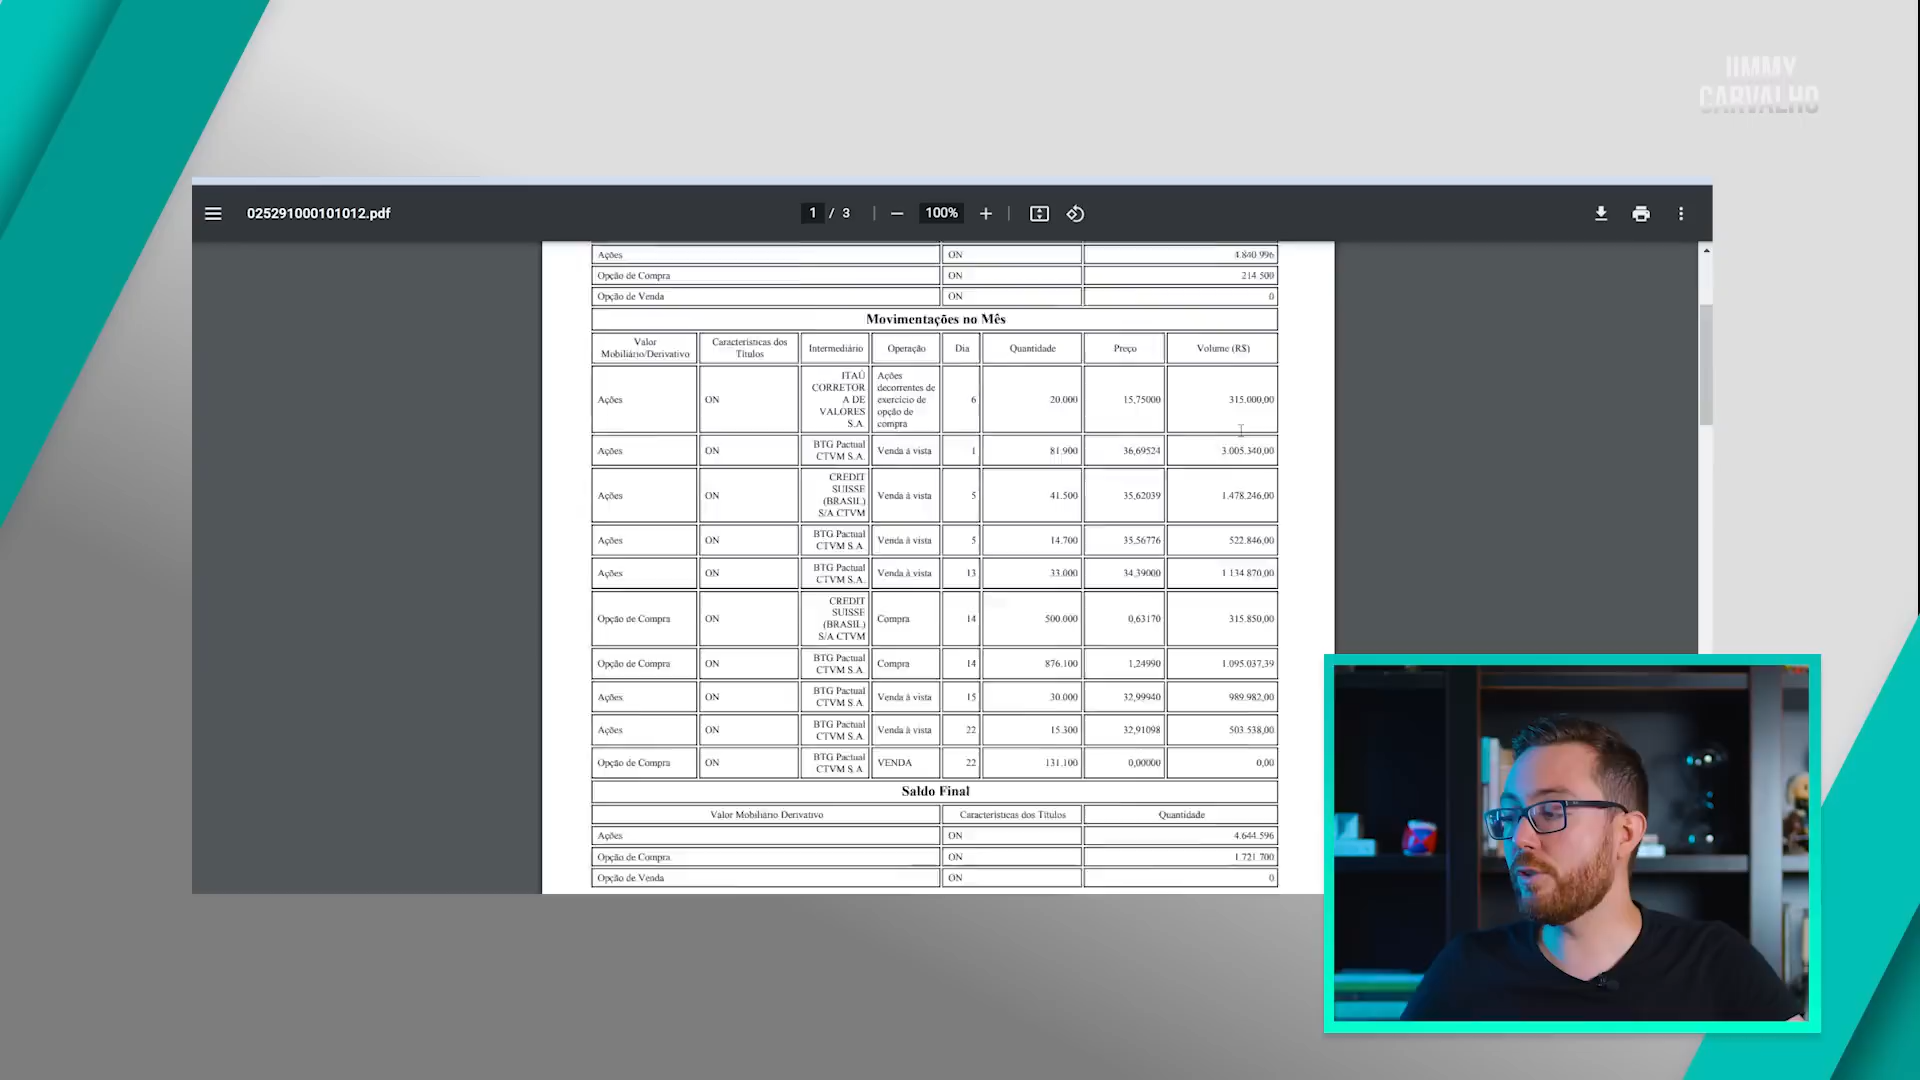 JIMMY
CARVALHO
025291000101012.pdf
1 / 3
100%
Ações ON 4.840.996
Opção de Compra ON 214.500
Opção de Venda ON 0
Movimentações no Mês
Valor Mobiliário/Derivativo Características dos Títulos Intermediário Operação Dia Quantidade Preço Volume (R$)
Ações ON ITAÚ CORRETOR A DE VALORES S.A. Ações decorrentes de exercício de opção de compra 6 20.000 15,75000 315.000,00
Ações ON BTG Pactual CTVM S.A. Venda à vista 1 81.900 36,69524 3.005.340,00
Ações ON CREDIT SUISSE (BRASIL) S/A CTVM Venda à vista 5 41.500 35,62039 1.478.246,00
Ações ON BTG Pactual CTVM S.A. Venda à vista 5 14.700 35,56776 522.846,00
Ações ON BTG Pactual CTVM S.A. Venda à vista 13 33.000 34,39000 1.134.870,00
Opção de Compra ON CREDIT SUISSE (BRASIL) S/A CTVM Compra 14 500.000 0,63170 315.850,00
Opção de Compra ON BTG Pactual CTVM S.A. Compra 14 876.100 1,24990 1.095.037,39
Ações ON BTG Pactual CTVM S.A. Venda à vista 15 30.000 32,99940 989.982,00
Ações ON BTG Pactual CTVM S.A. Venda à vista 22 15.300 32,91098 503.538,00
Opção de Compra ON BTG Pactual CTVM S.A. VENDA 22 131.100 0,00000 0,00
Saldo Final
Valor Mobiliário Derivativo Características dos Títulos Quantidade
Ações ON 4.644.596
Opção de Compra ON 1.721.700
Opção de Venda ON 0